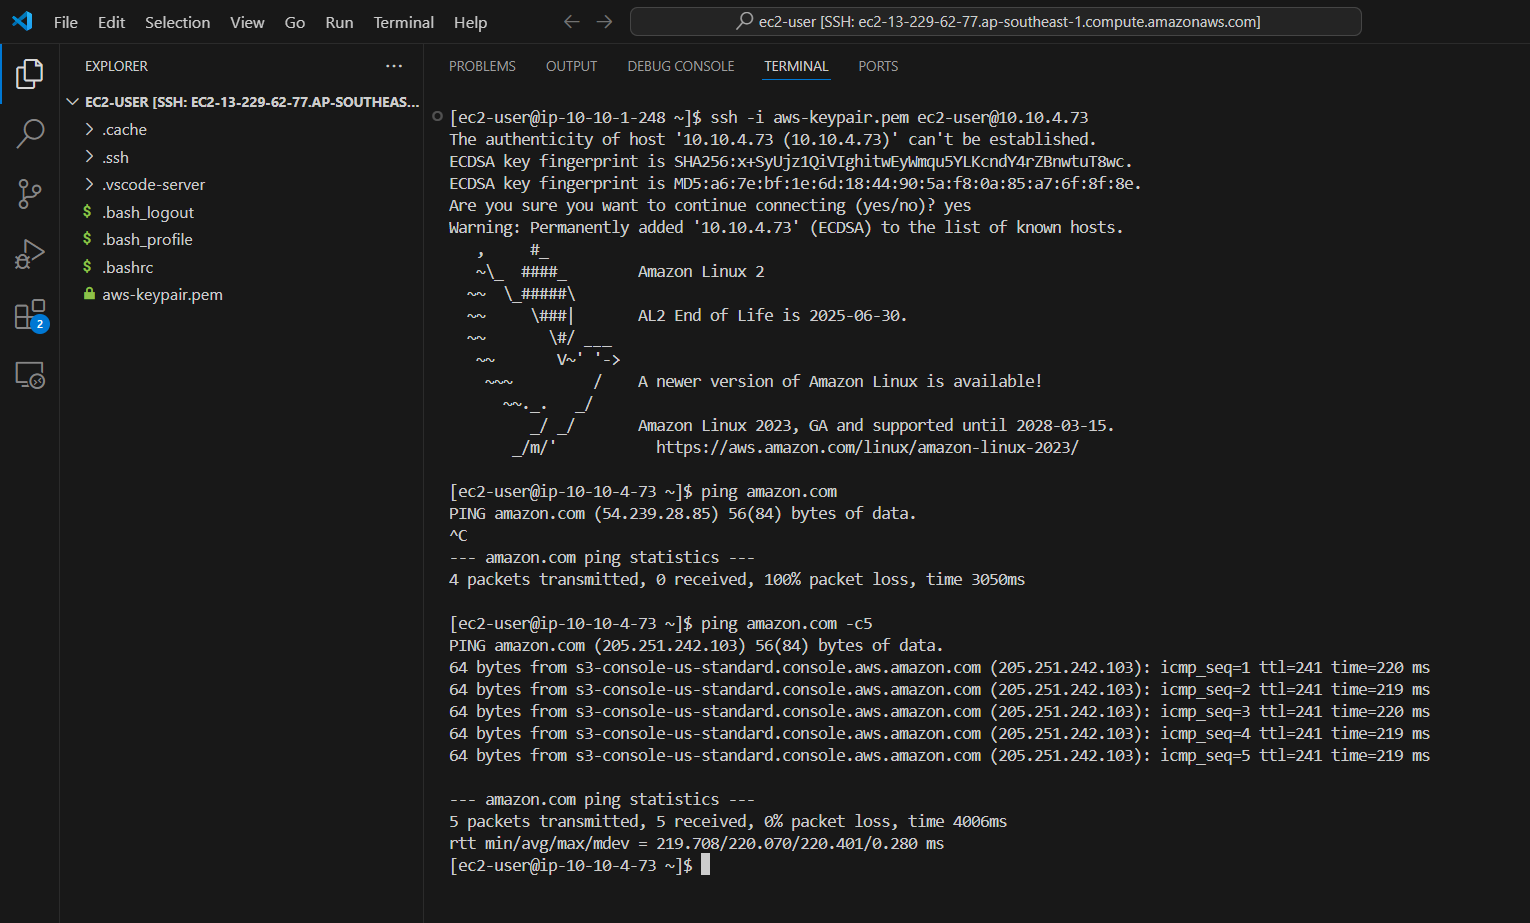 File Edit Selection View Go Run Terminal Help
ec2-user [SSH: ec2-13-229-62-77.ap-southeast-1.compute.amazonaws.com]
EXPLORER ···
EC2-USER [SSH: EC2-13-229-62-77.AP-SOUTHEAS...
.cache
.ssh
.vscode-server
$ .bash_logout
$ .bash_profile
$ .bashrc
aws-keypair.pem
2
PROBLEMS OUTPUT DEBUG CONSOLE TERMINAL PORTS
[ec2-user@ip-10-10-1-248 ~]$ ssh -i aws-keypair.pem ec2-user@10.10.4.73
The authenticity of host '10.10.4.73 (10.10.4.73)' can't be established.
ECDSA key fingerprint is SHA256:x+SyUjz1QiVIghitwEyWmqu5YLKcndY4rZBnwtuT8wc.
ECDSA key fingerprint is MD5:a6:7e:bf:1e:6d:18:44:90:5a:f8:0a:85:a7:6f:8f:8e.
Are you sure you want to continue connecting (yes/no)? yes
Warning: Permanently added '10.10.4.73' (ECDSA) to the list of known hosts.
   ,     #_
   ~\_  ####_        Amazon Linux 2
  ~~  \_#####\
  ~~     \###|       AL2 End of Life is 2025-06-30.
  ~~       \#/ ___
   ~~       V~' '->
    ~~~         /    A newer version of Amazon Linux is available!
      ~~._.   _/
         _/ _/       Amazon Linux 2023, GA and supported until 2028-03-15.
       _/m/'           https://aws.amazon.com/linux/amazon-linux-2023/
[ec2-user@ip-10-10-4-73 ~]$ ping amazon.com
PING amazon.com (54.239.28.85) 56(84) bytes of data.
^C
--- amazon.com ping statistics ---
4 packets transmitted, 0 received, 100% packet loss, time 3050ms
[ec2-user@ip-10-10-4-73 ~]$ ping amazon.com -c5
PING amazon.com (205.251.242.103) 56(84) bytes of data.
64 bytes from s3-console-us-standard.console.aws.amazon.com (205.251.242.103): icmp_seq=1 ttl=241 time=220 ms
64 bytes from s3-console-us-standard.console.aws.amazon.com (205.251.242.103): icmp_seq=2 ttl=241 time=219 ms
64 bytes from s3-console-us-standard.console.aws.amazon.com (205.251.242.103): icmp_seq=3 ttl=241 time=220 ms
64 bytes from s3-console-us-standard.console.aws.amazon.com (205.251.242.103): icmp_seq=4 ttl=241 time=219 ms
64 bytes from s3-console-us-standard.console.aws.amazon.com (205.251.242.103): icmp_seq=5 ttl=241 time=219 ms
--- amazon.com ping statistics ---
5 packets transmitted, 5 received, 0% packet loss, time 4006ms
rtt min/avg/max/mdev = 219.708/220.070/220.401/0.280 ms
[ec2-user@ip-10-10-4-73 ~]$